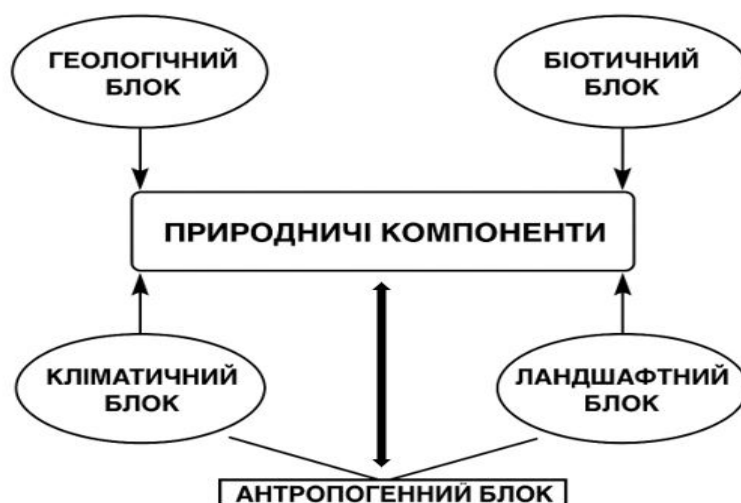 ГЕОЛОГІЧНИЙ
БЛОК
БІОТИЧНИЙ
БЛОК
ПРИРОДНИЧІ КОМПОНЕНТИ
КЛІМАТИЧНИЙ
БЛОК
ЛАНДШАФТНИЙ
БЛОК
АНТРОПОГЕННИЙ БЛОК